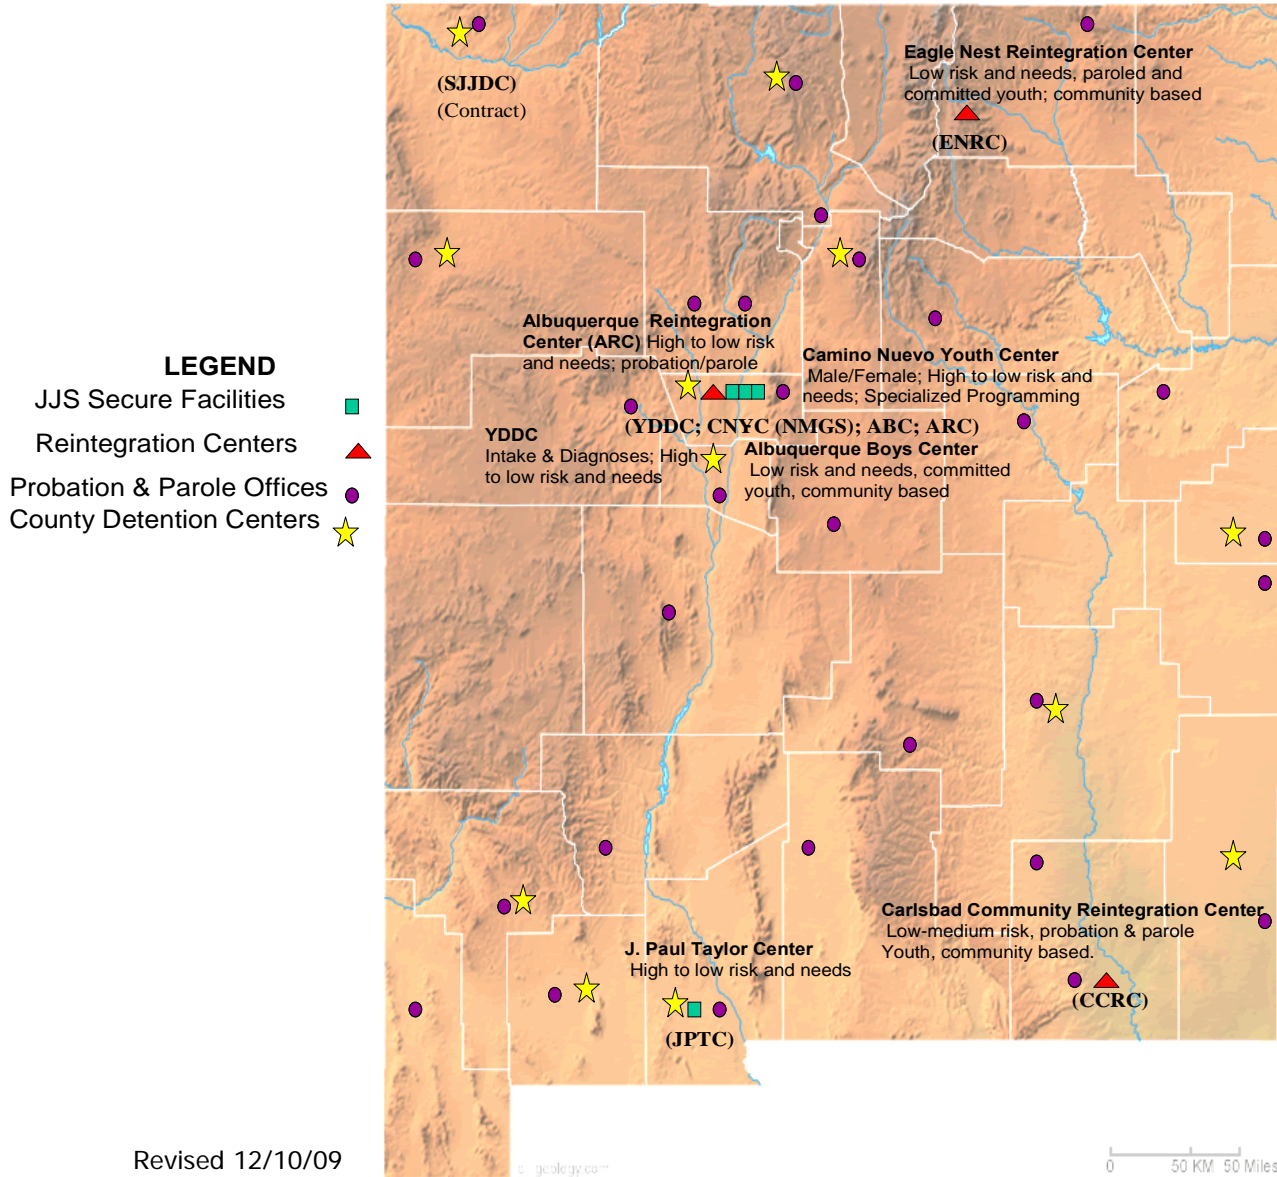 Eagle Nest Reintegration Center
Low risk and needs, paroled and
committed youth; community based
(SJJDC)
(Contract)
(ENRC)
Albuquerque Reintegration
Center (ARC) High to low risk
and needs; probation/parole
Camino Nuevo Youth Center
Male/Female; High to low risk and
needs; Specialized Programming
LEGEND
JJS Secure Facilities
Reintegration Centers
Probation & Parole Offices
County Detention Centers
(YDDC; CNYC (NMGS); ABC; ARC)
YDDC
Intake & Diagnoses; High
to low risk and needs
Albuquerque Boys Center
Low risk and needs, committed
youth, community based
Carlsbad Community Reintegration Center
Low-medium risk, probation & parole
Youth, community based.
J. Paul Taylor Center
High to low risk and needs
(CCRC)
(JPTC)
Revised 12/10/09
geology.com
0 50 KM 50 Miles